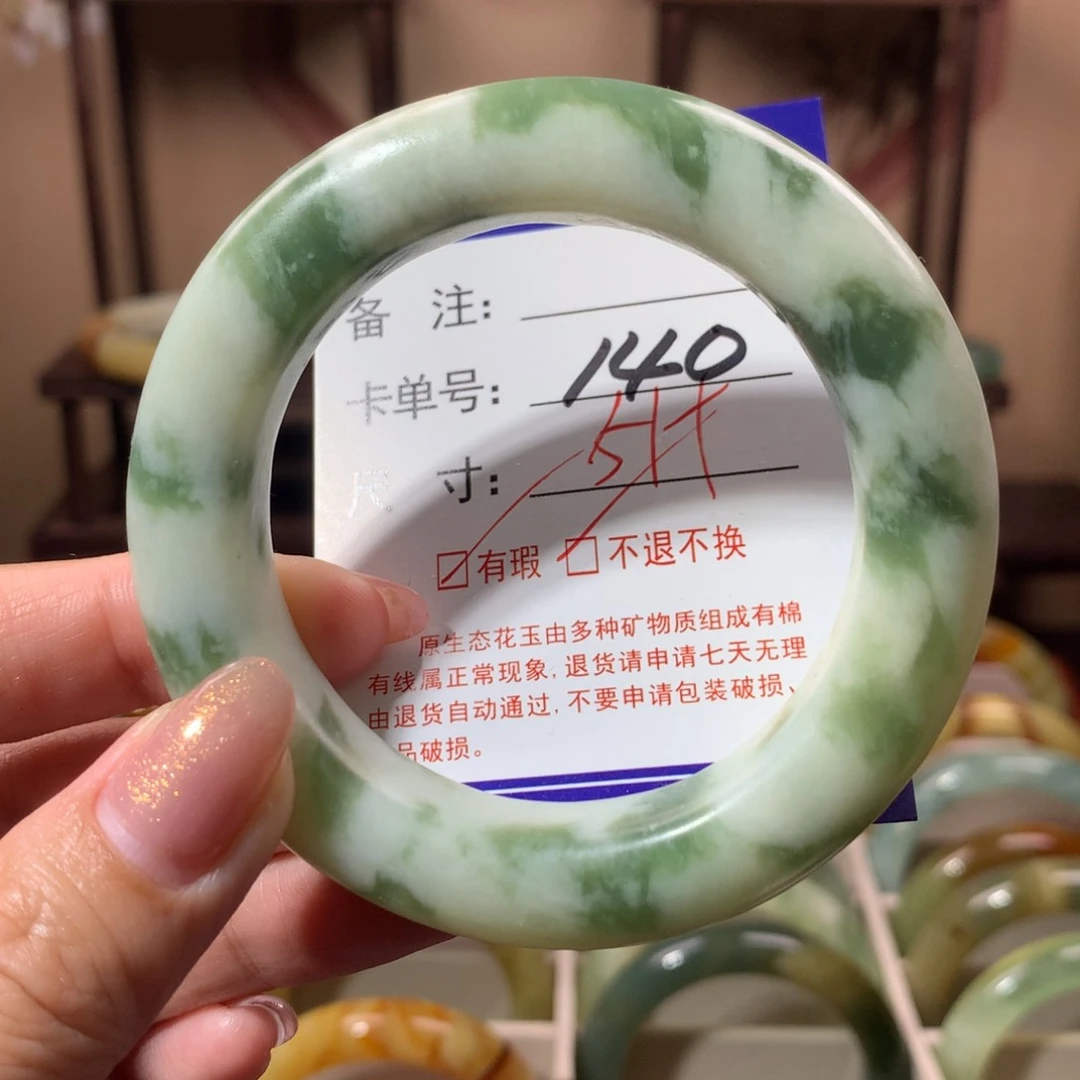 备 注:
卡单号: 140
尺 寸: 54
☑有瑕 ☐不退不换
原生态花玉由多种矿物质组成有棉
有线属正常现象, 退货请申请七天无理
由退货自动通过, 不要申请包装破损、
品破损。